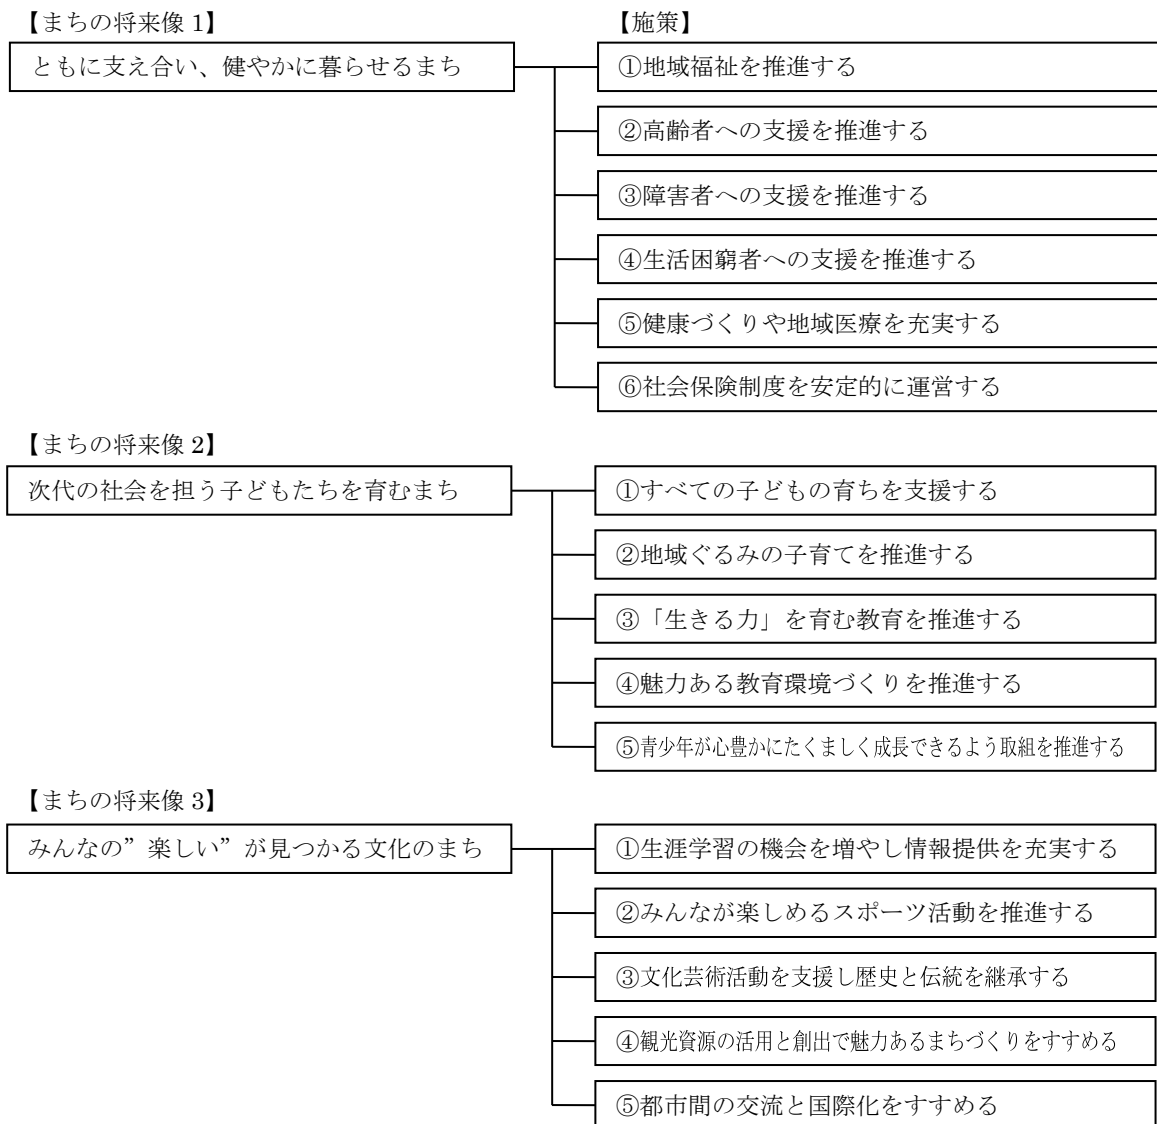 【まちの将来像 1】
【施策】
ともに支え合い、健やかに暮らせるまち
①地域福祉を推進する
②高齢者への支援を推進する
③障害者への支援を推進する
④生活困窮者への支援を推進する
⑤健康づくりや地域医療を充実する
⑥社会保険制度を安定的に運営する
【まちの将来像 2】
次代の社会を担う子どもたちを育むまち
①すべての子どもの育ちを支援する
②地域ぐるみの子育てを推進する
③「生きる力」を育む教育を推進する
④魅力ある教育環境づくりを推進する
⑤青少年が心豊かにたくましく成長できるよう取組を推進する
【まちの将来像 3】
みんなの”楽しい”が見つかる文化のまち
①生涯学習の機会を増やし情報提供を充実する
②みんなが楽しめるスポーツ活動を推進する
③文化芸術活動を支援し歴史と伝統を継承する
④観光資源の活用と創出で魅力あるまちづくりをすすめる
⑤都市間の交流と国際化をすすめる